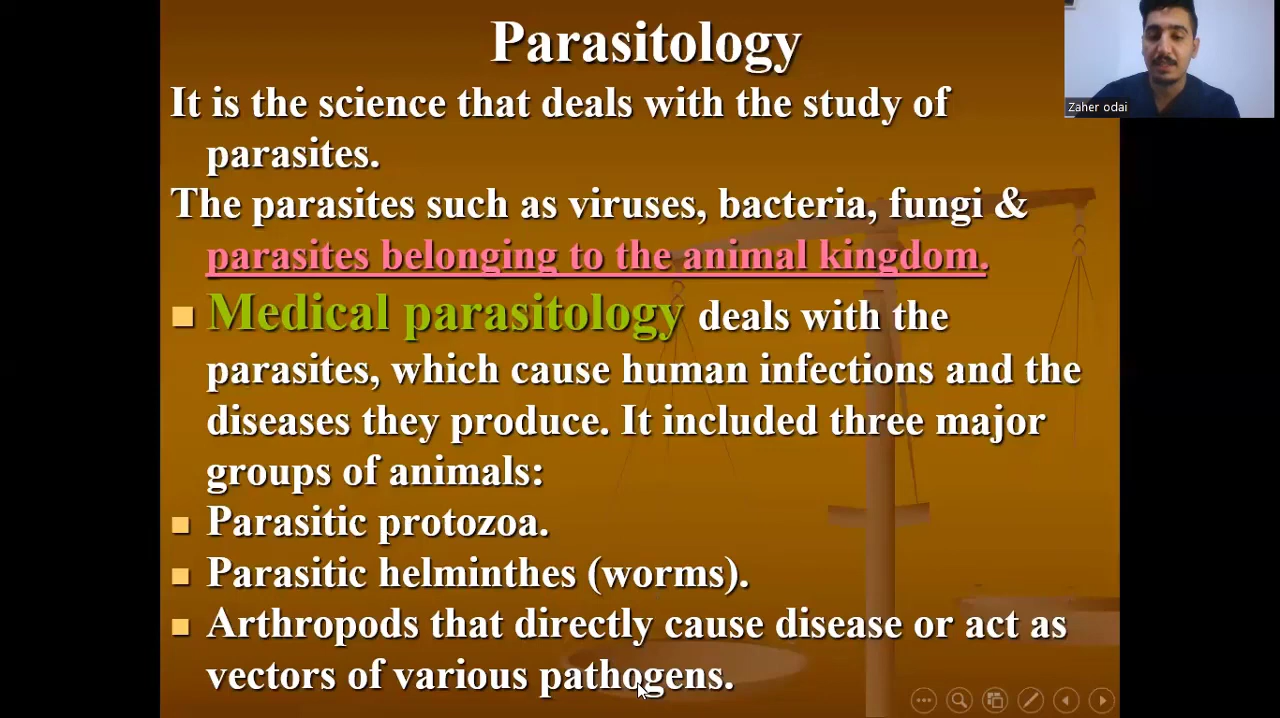 Parasitology
Zaher odai
It is the science that deals with the study of
parasites.
The parasites such as viruses, bacteria, fungi &
parasites belonging to the animal kingdom.
Medical parasitology deals with the
parasites, which cause human infections and the
diseases they produce. It included three major
groups of animals:
Parasitic protozoa.
Parasitic helminthes (worms).
Arthropods that directly cause disease or act as
vectors of various pathogens.